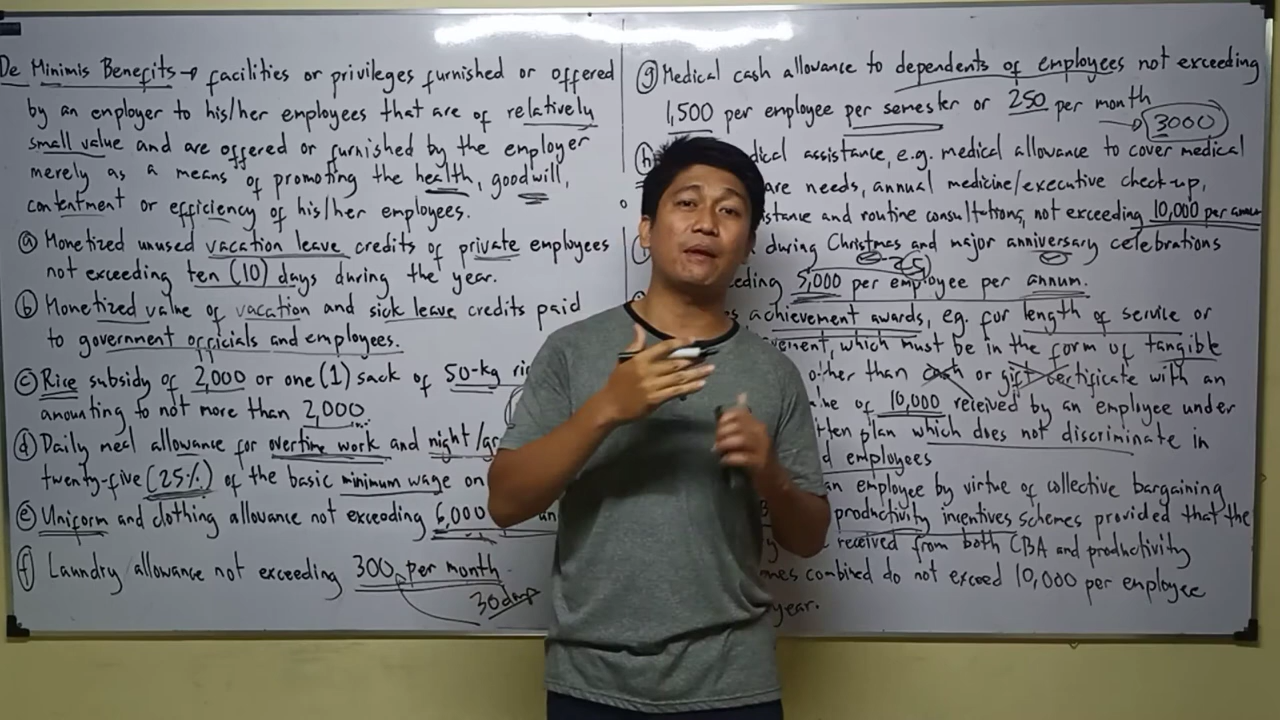 De Minimis Benefits → facilities or privileges furnished or offered
by an employer to his/her employees that are of relatively
small value and are offered or furnished by the employer
merely as a means of promoting the health, goodwill,
contentment or efficiency of his/her employees.
ⓐ Monetized unused vacation leave credits of private employees
not exceeding ten (10) days during the year.
ⓑ Monetized value of vacation and sick leave credits paid
to government officials and employees.
ⓒ Rice subsidy of 2,000 or one (1) sack of 50-kg
amounting to not more than 2,000.
ⓓ Daily meal allowance for overtime work and night/
twenty-five (25%) of the basic minimum wage on
ⓔ Uniform and clothing allowance not exceeding 6,000
ⓕ Laundry allowance not exceeding 300 per month.
30 days
ⓖ Medical cash allowance to dependents of employees not exceeding
1,500 per employee per semester or 250 per month
→ 3000
ⓗ dical assistance, e.g. medical allowance to cover medical
are needs, annual medicine/executive check-up,
istance and routine consultations, not exceeding 10,000 per annum
during Christmas and major anniversary celebrations
eding 5,000 per employee per annum.
achievement awards, eg. for length of service or
vement, which must be in the form of tangible
other than cash or gift certificate with an
of 10,000 received by an employee under
tten plan which does not discriminate in
d employees
an employee by virtue of collective bargaining
productivity incentives schemes provided that the
received from both CBA and productivity
mes combined do not exceed 10,000 per employee
year.